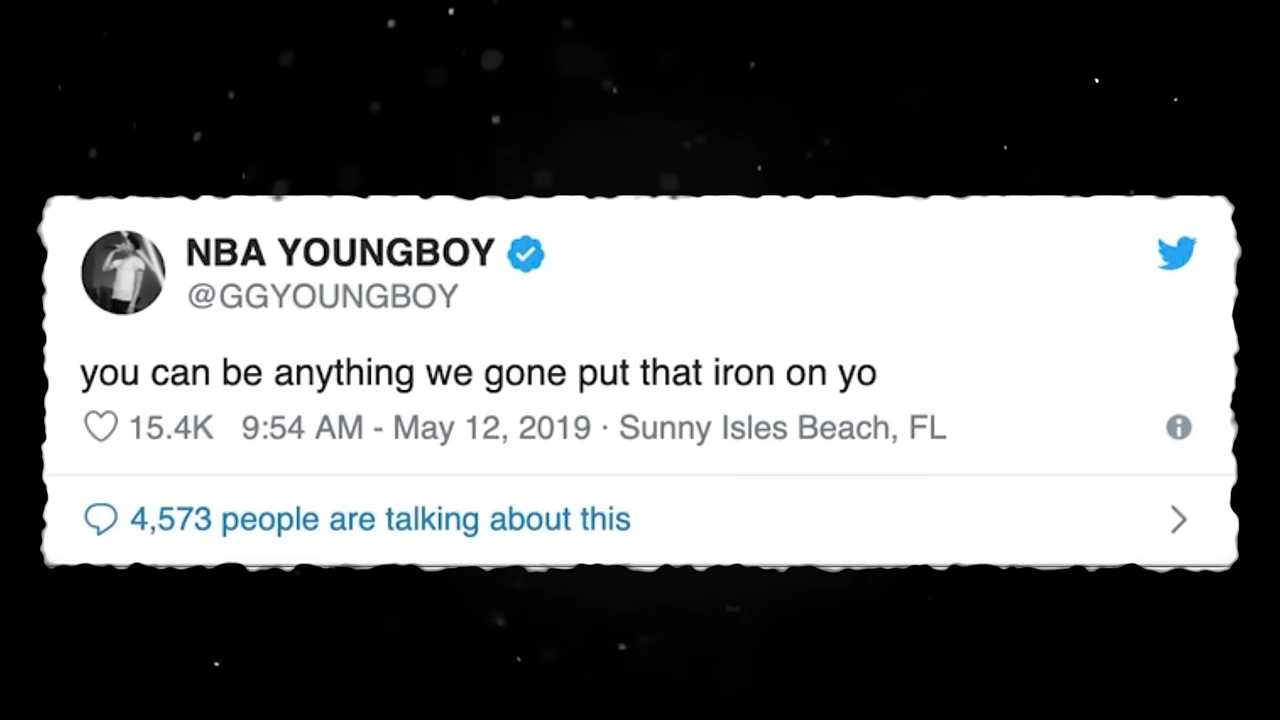 NBA YOUNGBOY
@GGYOUNGBOY
you can be anything we gone put that iron on yo
15.4K 9:54 AM - May 12, 2019 · Sunny Isles Beach, FL
4,573 people are talking about this